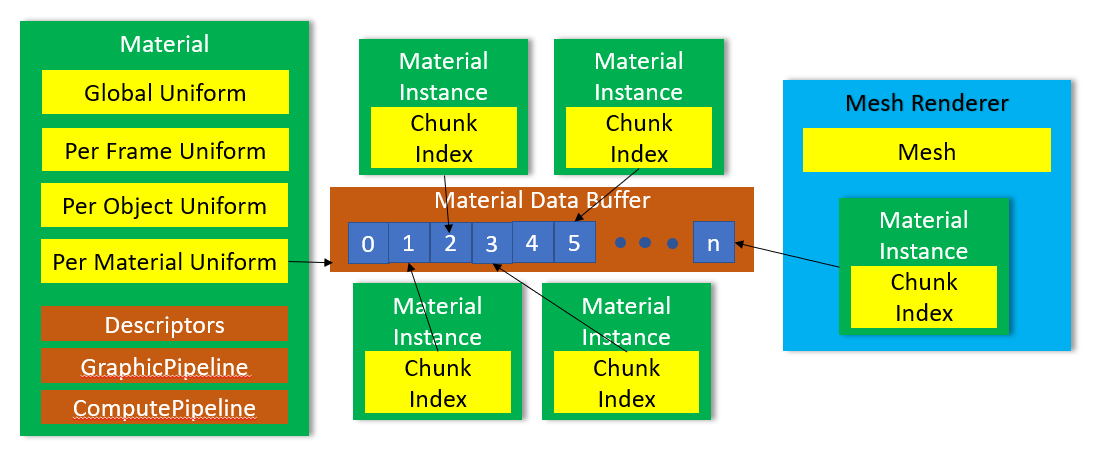 Material
Global Uniform
Per Frame Uniform
Per Object Uniform
Per Material Uniform
Descriptors
GraphicPipeline
ComputePipeline
Material
Instance
Chunk
Index
Material
Instance
Chunk
Index
Material Data Buffer
0 1 2 3 4 5 n
Material
Instance
Chunk
Index
Material
Instance
Chunk
Index
Mesh Renderer
Mesh
Material
Instance
Chunk
Index